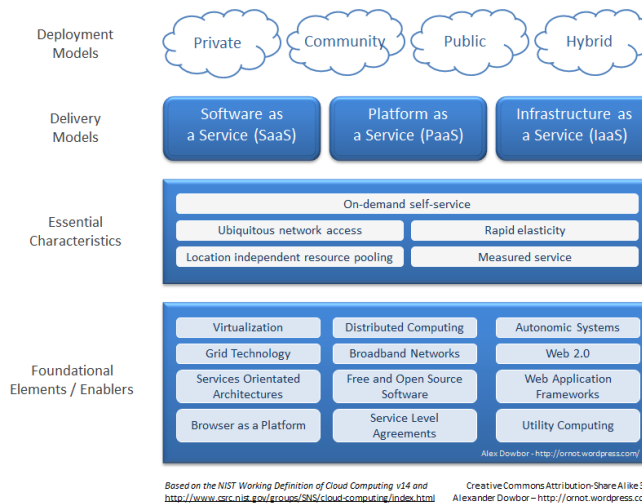 Deployment
Models
Private
Community
Public
Hybrid
Delivery
Models
Software as
a Service (SaaS)
Platform as
a Service (PaaS)
Infrastructure as
a Service (IaaS)
Essential
Characteristics
On-demand self-service
Ubiquitous network access
Rapid elasticity
Location independent resource pooling
Measured service
Foundational
Elements / Enablers
Virtualization
Distributed Computing
Autonomic Systems
Grid Technology
Broadband Networks
Web 2.0
Services Orientated
Architectures
Free and Open Source
Software
Web Application
Frameworks
Browser as a Platform
Service Level
Agreements
Utility Computing
Alex Dowbor - http://ornot.wordpress.com/
Based on the NIST Working Definition of Cloud Computing v14 and
http://www.csrc.nist.gov/groups/SNS/cloud-computing/index.html
Creative Commons Attribution-Share Alike
Alexander Dowbor – http://ornot.wordpress.co